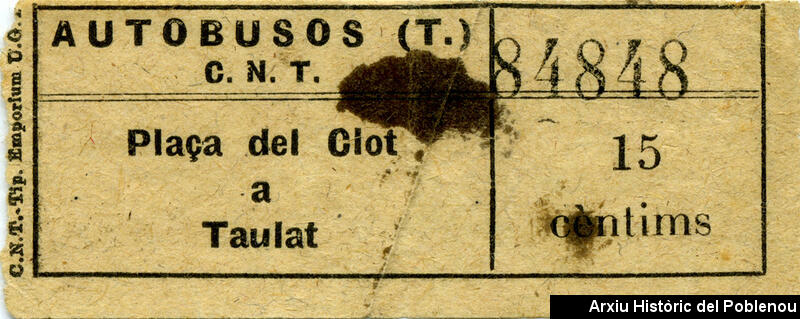 AUTOBUSOS (T.)
C. N. T.
84848
Plaça del Clot
a
Taulat
15
cèntims
C.N.T.-Tip. Emporium U.G.
Arxiu Històric del Poblenou